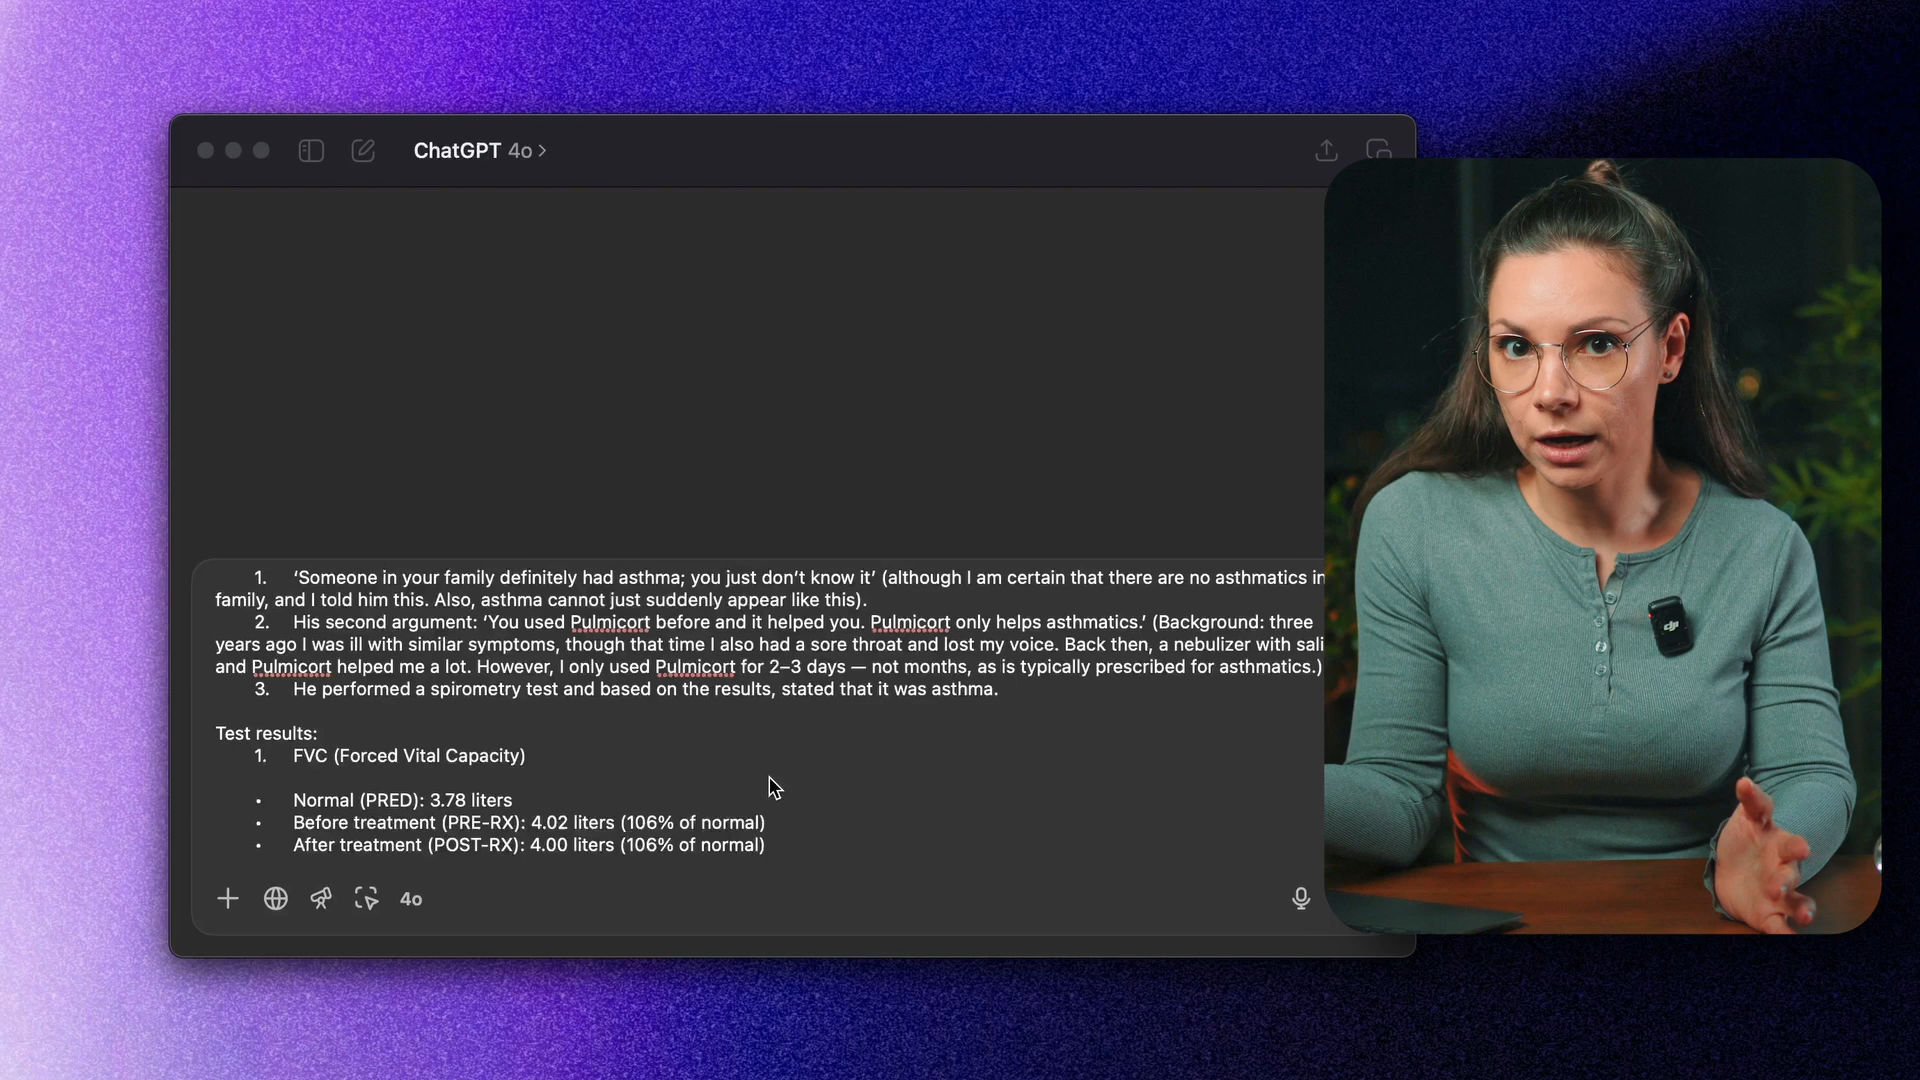 ChatGPT 4o >
1. ‘Someone in your family definitely had asthma; you just don’t know it’ (although I am certain that there are no asthmatics in
family, and I told him this. Also, asthma cannot just suddenly appear like this).
2. His second argument: ‘You used Pulmicort before and it helped you. Pulmicort only helps asthmatics.’ (Background: three
years ago I was ill with similar symptoms, though that time I also had a sore throat and lost my voice. Back then, a nebulizer with sali
and Pulmicort helped me a lot. However, I only used Pulmicort for 2–3 days — not months, as is typically prescribed for asthmatics.)
3. He performed a spirometry test and based on the results, stated that it was asthma.
Test results:
1. FVC (Forced Vital Capacity)
• Normal (PRED): 3.78 liters
• Before treatment (PRE-RX): 4.02 liters (106% of normal)
• After treatment (POST-RX): 4.00 liters (106% of normal)
4o
dji